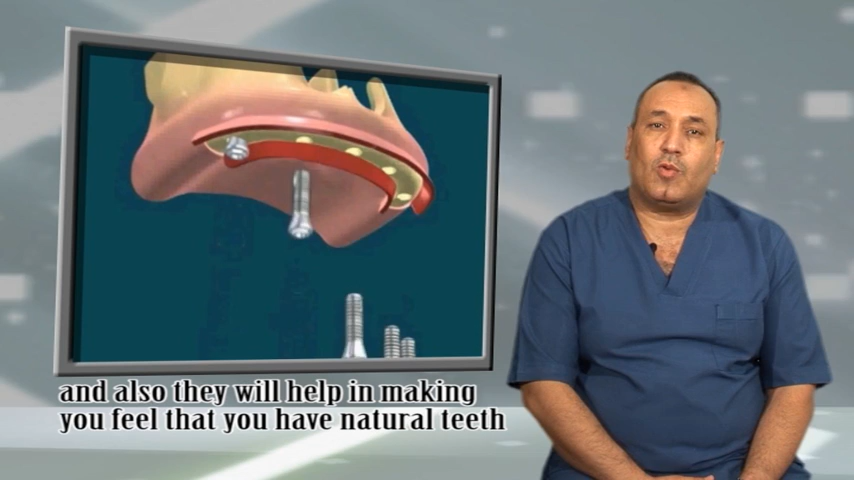 and also they will help in making
you feel that you have natural teeth